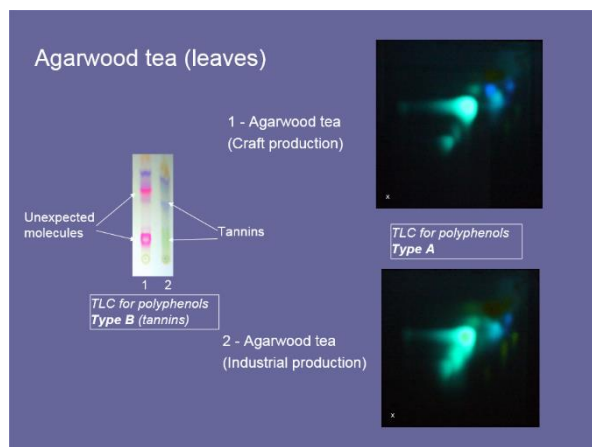 Agarwood tea (leaves)
1 - Agarwood tea
(Craft production)
x
Unexpected
molecules
Tannins
TLC for polyphenols
Type A
1 2
TLC for polyphenols
Type B (tannins)
2 - Agarwood tea
(Industrial production)
x